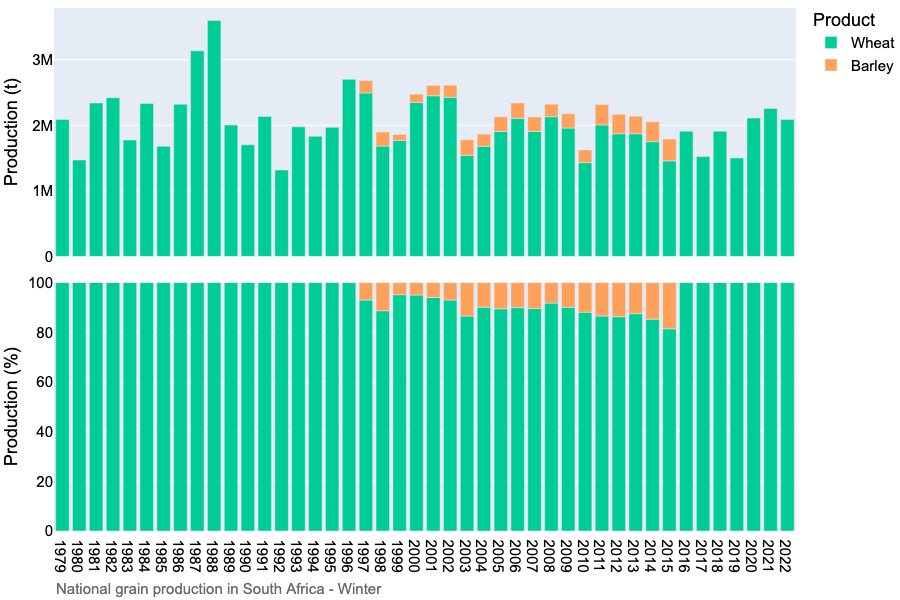 Product
Wheat
Barley
Production (t)
3M
2M
1M
0
Production (%)
100
80
60
40
20
0
1979 1980 1981 1982 1983 1984 1985 1986 1987 1988 1989 1990 1991 1992 1993 1994 1995 1996 1997 1998 1999 2000 2001 2002 2003 2004 2005 2006 2007 2008 2009 2010 2011 2012 2013 2014 2015 2016 2017 2018 2019 2020 2021 2022
National grain production in South Africa - Winter